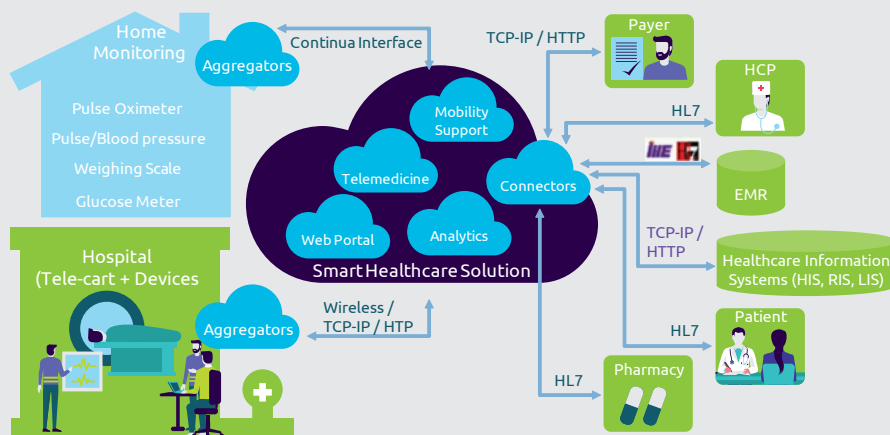 Home
Monitoring
Pulse Oximeter
Pulse/Blood pressure
Weighing Scale
Glucose Meter
Aggregators
Continua Interface
Hospital
(Tele-cart + Devices
Aggregators
Wireless /
TCP-IP / HTP
Mobility
Support
Telemedicine
Connectors
Web Portal
Analytics
Smart Healthcare Solution
TCP-IP / HTTP
Payer
HL7
HCP
IHE
EMR
TCP-IP /
HTTP
Healthcare Information
Systems (HIS, RIS, LIS)
HL7
Patient
HL7
Pharmacy